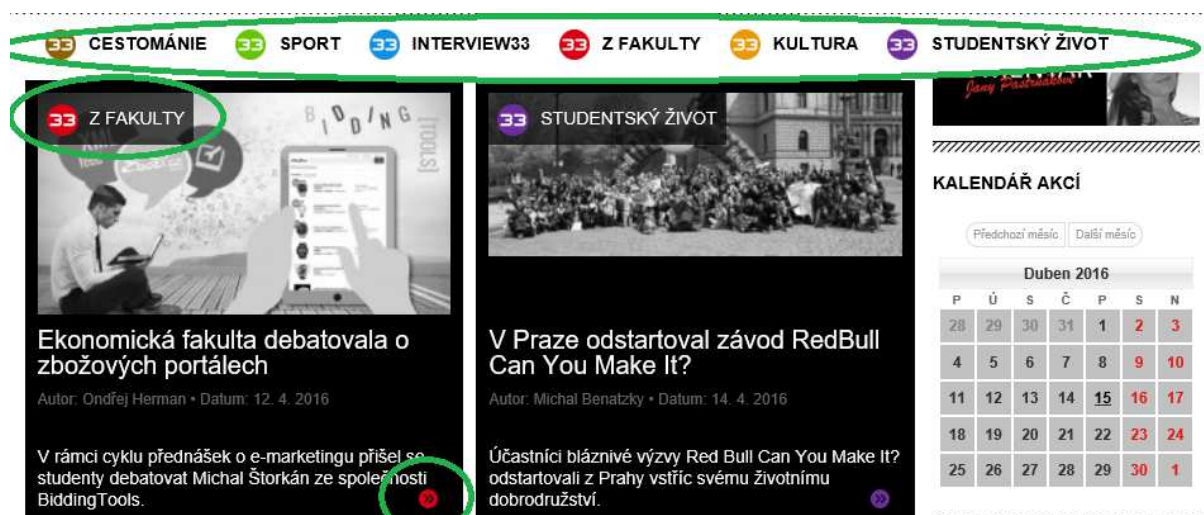 33 CESTOMÁNIE 33 SPORT 33 INTERVIEW33 33 Z FAKULTY 33 KULTURA 33 STUDENTSKÝ ŽIVOT
33 Z FAKULTY
BIDDING
[TOOLS]
XML
Ekonomická fakulta debatovala o
zbožových portálech
Autor: Ondřej Herman • Datum: 12. 4. 2016
V rámci cyklu přednášek o e-marketingu přišel se
studenty debatovat Michal Štorkán ze společnosti
BiddingTools.
33 STUDENTSKÝ ŽIVOT
V Praze odstartoval závod RedBull
Can You Make It?
Autor: Michal Benatzky • Datum: 14. 4. 2016
Účastníci bláznivé výzvy Red Bull Can You Make It?
odstartovali z Prahy vstříc svému životnímu
dobrodružství.
Jany Pastrnákové
KALENDÁŘ AKCÍ
Předchozí měsíc Další měsíc
Duben 2016
P Ú S Č P S N
28 29 30 31 1 2 3
4 5 6 7 8 9 10
11 12 13 14 15 16 17
18 19 20 21 22 23 24
25 26 27 28 29 30 1